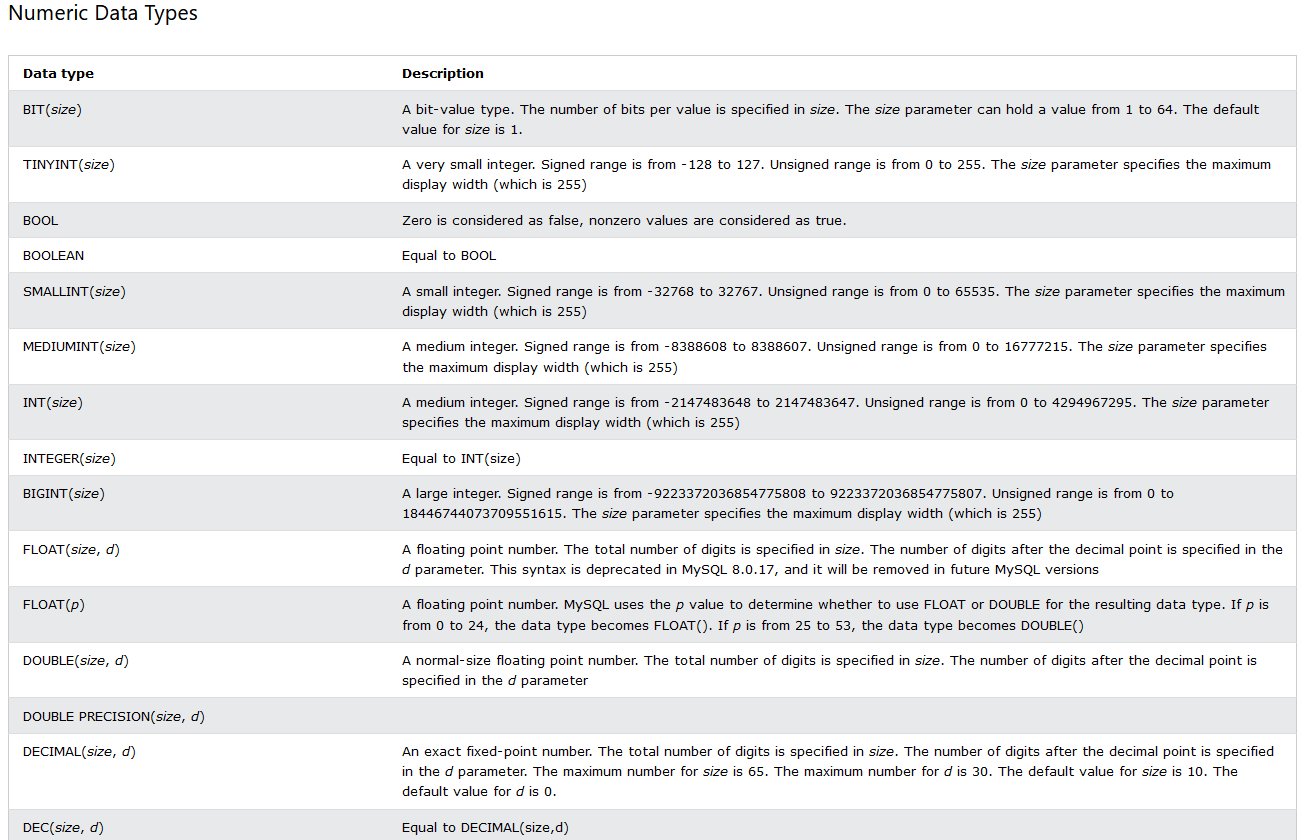 Numeric Data Types
Data type Description
BIT(size) A bit-value type. The number of bits per value is specified in size. The size parameter can hold a value from 1 to 64. The default
value for size is 1.
TINYINT(size) A very small integer. Signed range is from -128 to 127. Unsigned range is from 0 to 255. The size parameter specifies the maximum
display width (which is 255)
BOOL Zero is considered as false, nonzero values are considered as true.
BOOLEAN Equal to BOOL
SMALLINT(size) A small integer. Signed range is from -32768 to 32767. Unsigned range is from 0 to 65535. The size parameter specifies the maximum
display width (which is 255)
MEDIUMINT(size) A medium integer. Signed range is from -8388608 to 8388607. Unsigned range is from 0 to 16777215. The size parameter specifies
the maximum display width (which is 255)
INT(size) A medium integer. Signed range is from -2147483648 to 2147483647. Unsigned range is from 0 to 4294967295. The size parameter
specifies the maximum display width (which is 255)
INTEGER(size) Equal to INT(size)
BIGINT(size) A large integer. Signed range is from -9223372036854775808 to 9223372036854775807. Unsigned range is from 0 to
18446744073709551615. The size parameter specifies the maximum display width (which is 255)
FLOAT(size, d) A floating point number. The total number of digits is specified in size. The number of digits after the decimal point is specified in the
d parameter. This syntax is deprecated in MySQL 8.0.17, and it will be removed in future MySQL versions
FLOAT(p) A floating point number. MySQL uses the p value to determine whether to use FLOAT or DOUBLE for the resulting data type. If p is
from 0 to 24, the data type becomes FLOAT(). If p is from 25 to 53, the data type becomes DOUBLE()
DOUBLE(size, d) A normal-size floating point number. The total number of digits is specified in size. The number of digits after the decimal point is
specified in the d parameter
DOUBLE PRECISION(size, d)
DECIMAL(size, d) An exact fixed-point number. The total number of digits is specified in size. The number of digits after the decimal point is specified
in the d parameter. The maximum number for size is 65. The maximum number for d is 30. The default value for size is 10. The
default value for d is 0.
DEC(size, d) Equal to DECIMAL(size,d)